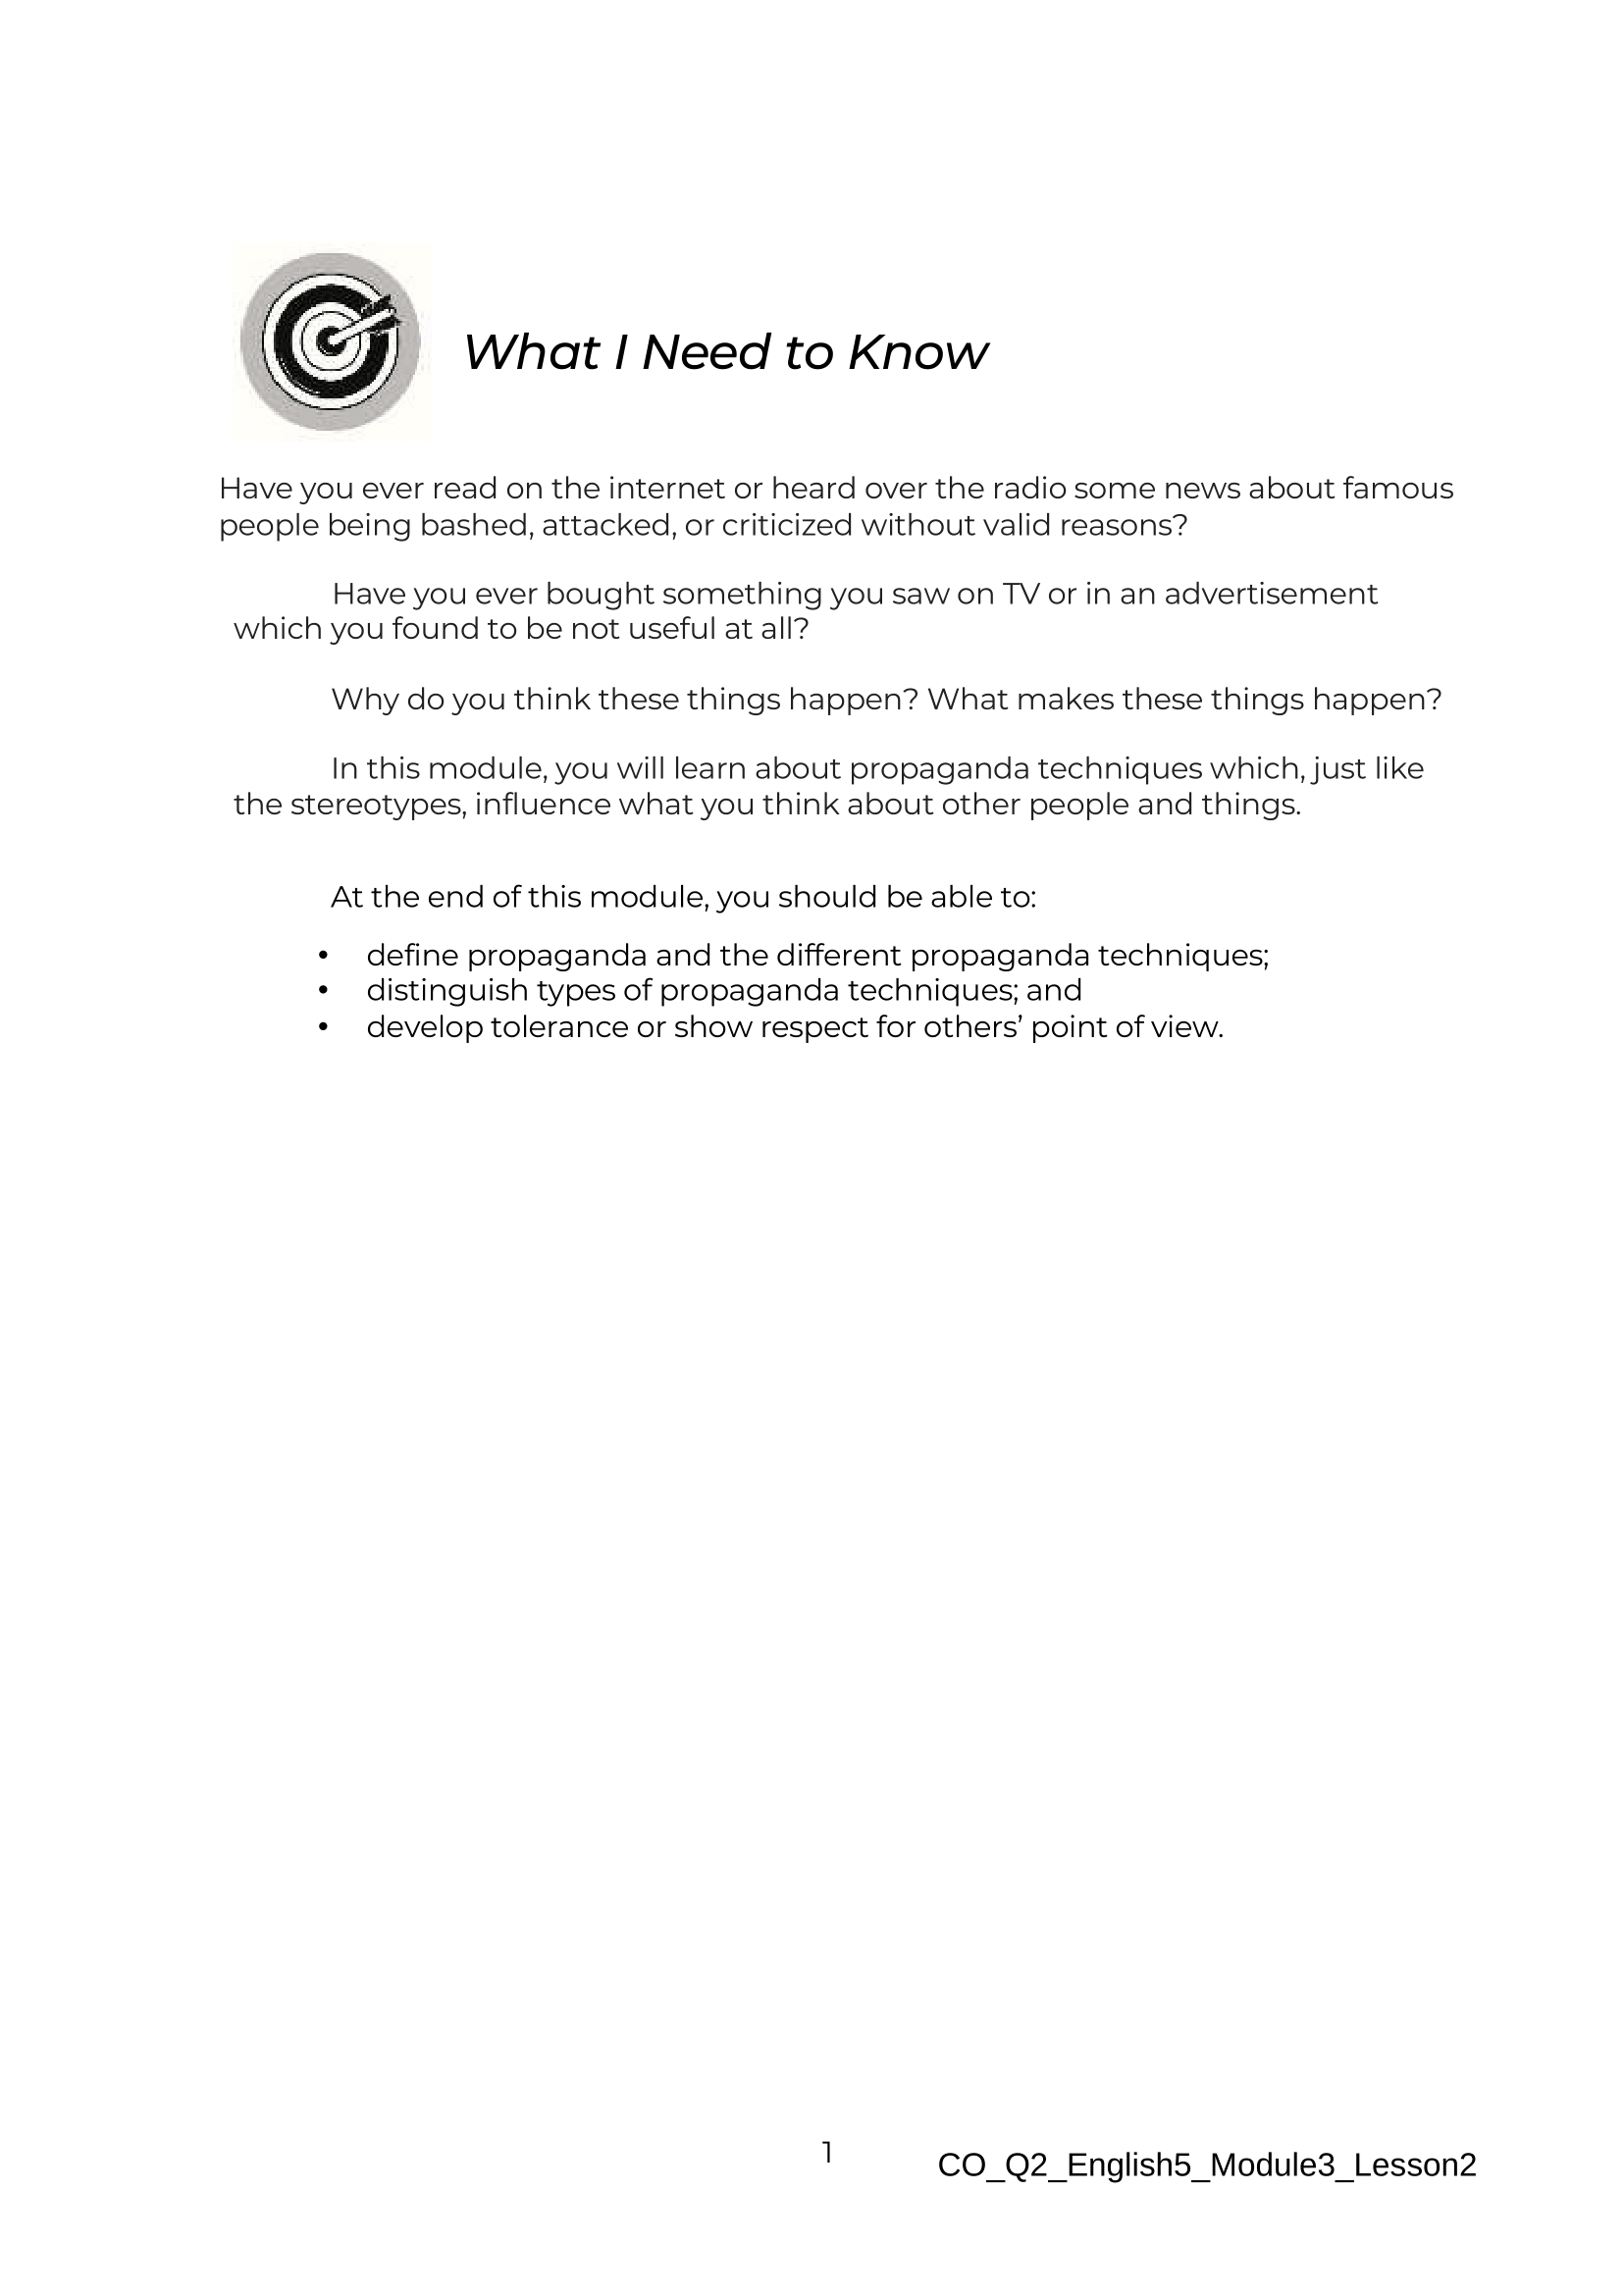 What I Need to Know
Have you ever read on the internet or heard over the radio some news about famous
people being bashed, attacked, or criticized without valid reasons?
Have you ever bought something you saw on TV or in an advertisement
which you found to be not useful at all?
Why do you think these things happen? What makes these things happen?
In this module, you will learn about propaganda techniques which, just like
the stereotypes, influence what you think about other people and things.
At the end of this module, you should be able to:
• define propaganda and the different propaganda techniques;
• distinguish types of propaganda techniques; and
• develop tolerance or show respect for others’ point of view.
1
CO_Q2_English5_Module3_Lesson2